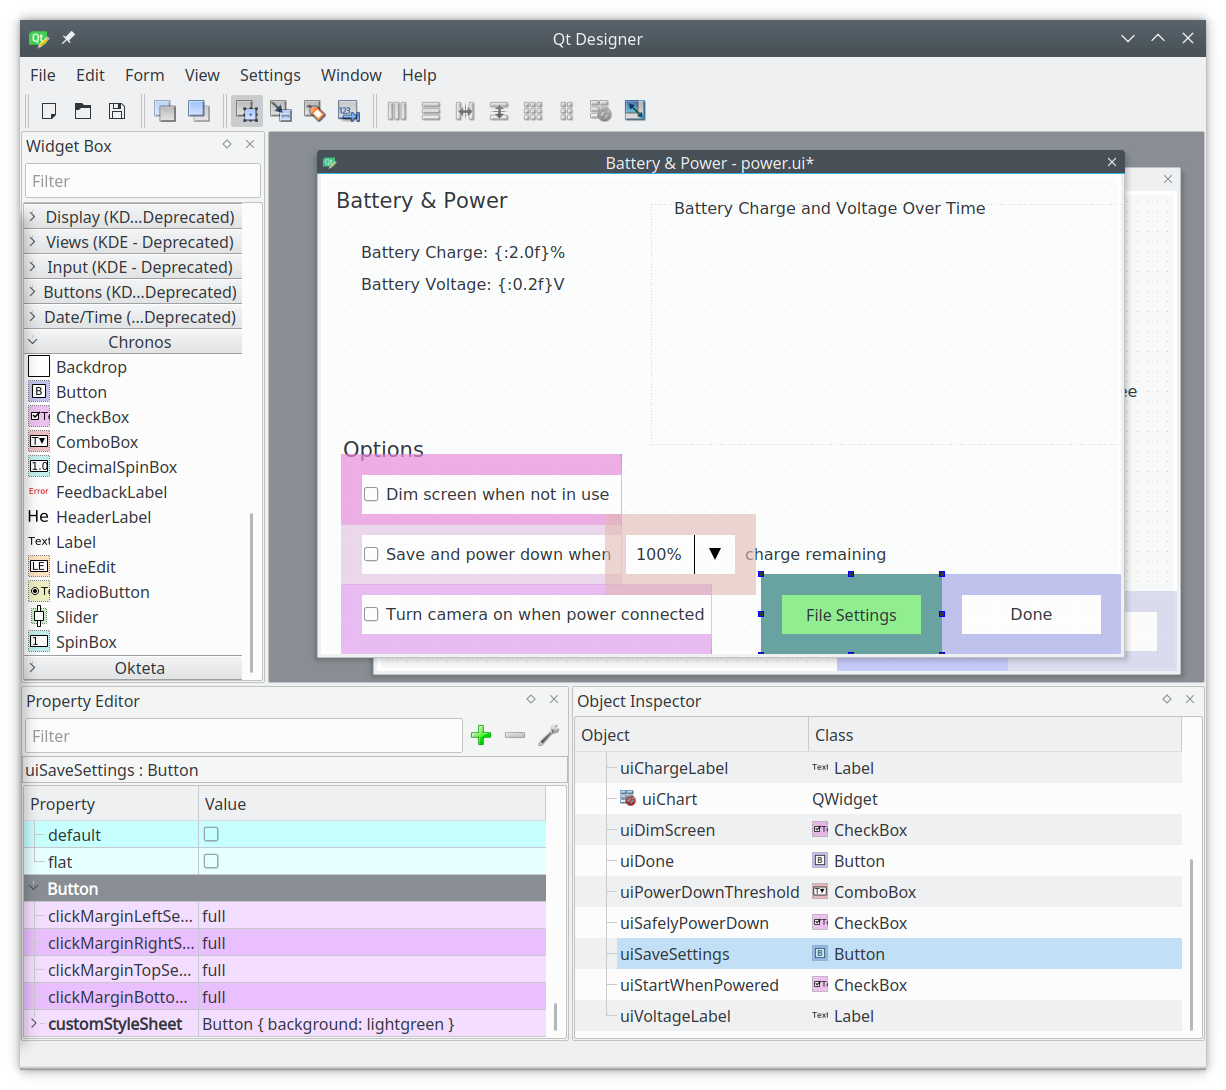 Qt Designer
File Edit Form View Settings Window Help
Widget Box
Filter
Display (KD...Deprecated)
Views (KDE - Deprecated)
Input (KDE - Deprecated)
Buttons (KD...Deprecated)
Date/Time (...Deprecated)
Chronos
Backdrop
B Button
CheckBox
ComboBox
1.0 DecimalSpinBox
Error FeedbackLabel
He HeaderLabel
Text Label
LE LineEdit
RadioButton
Slider
1 SpinBox
Okteta
Battery & Power - power.ui*
Battery & Power
Battery Charge and Voltage Over Time
Battery Charge: {:2.0f}%
Battery Voltage: {:0.2f}V
Options
Dim screen when not in use
Save and power down when 100% ▼ charge remaining
Turn camera on when power connected
File Settings
Done
Property Editor
Filter
uiSaveSettings : Button
Property Value
default
flat
Button
clickMarginLeftSe... full
clickMarginRightS... full
clickMarginTopSe... full
clickMarginBotto... full
customStyleSheet Button { background: lightgreen }
Object Inspector
Object Class
uiChargeLabel Text Label
uiChart QWidget
uiDimScreen CheckBox
uiDone B Button
uiPowerDownThreshold ComboBox
uiSafelyPowerDown CheckBox
uiSaveSettings B Button
uiStartWhenPowered CheckBox
uiVoltageLabel Text Label